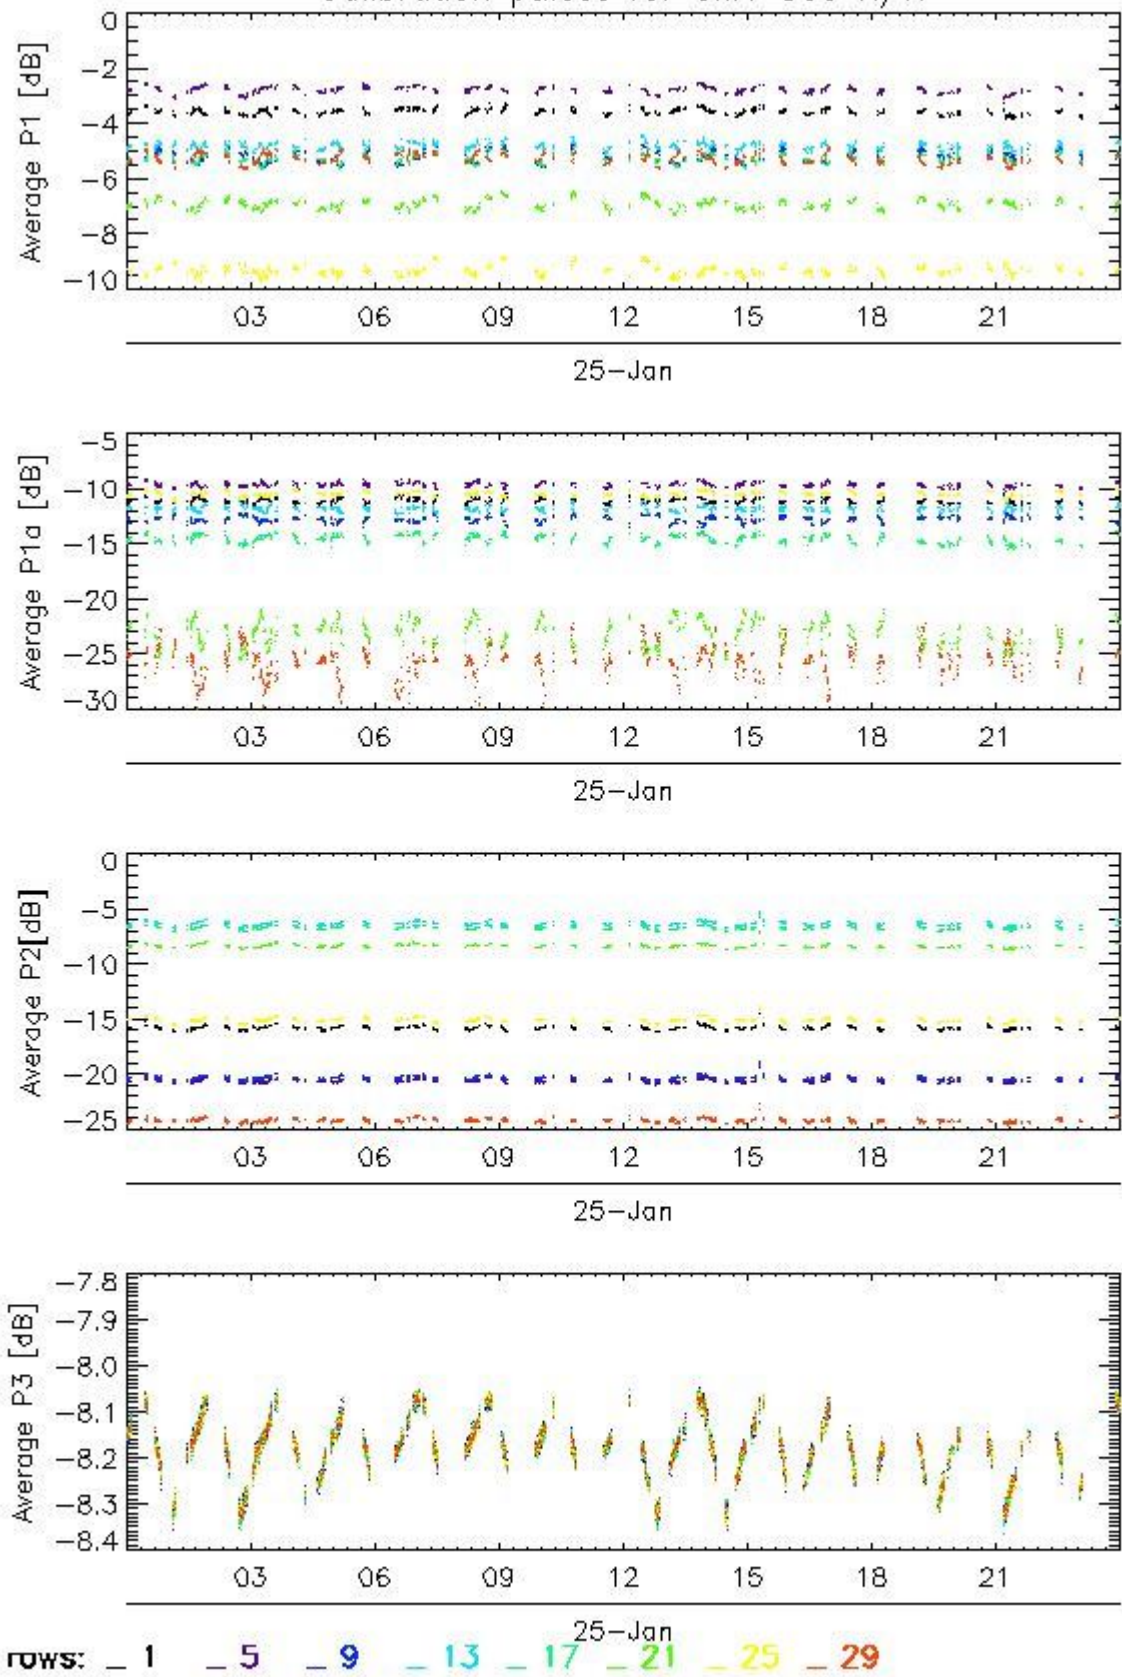 0
−2
−4
−6
−8
−10
Average P1 [dB]
03 06 09 12 15 18 21
25−Jan
−5
−10
−15
−20
−25
−30
Average P1a [dB]
03 06 09 12 15 18 21
25−Jan
0
−5
−10
−15
−20
−25
Average P2[dB]
03 06 09 12 15 18 21
25−Jan
−7.8
−7.9
−8.0
−8.1
−8.2
−8.3
−8.4
Average P3 [dB]
03 06 09 12 15 18 21
25−Jan
rows: _ 1 _ 5 _ 9 _ 13 _ 17 _ 21 _ 25 _ 29